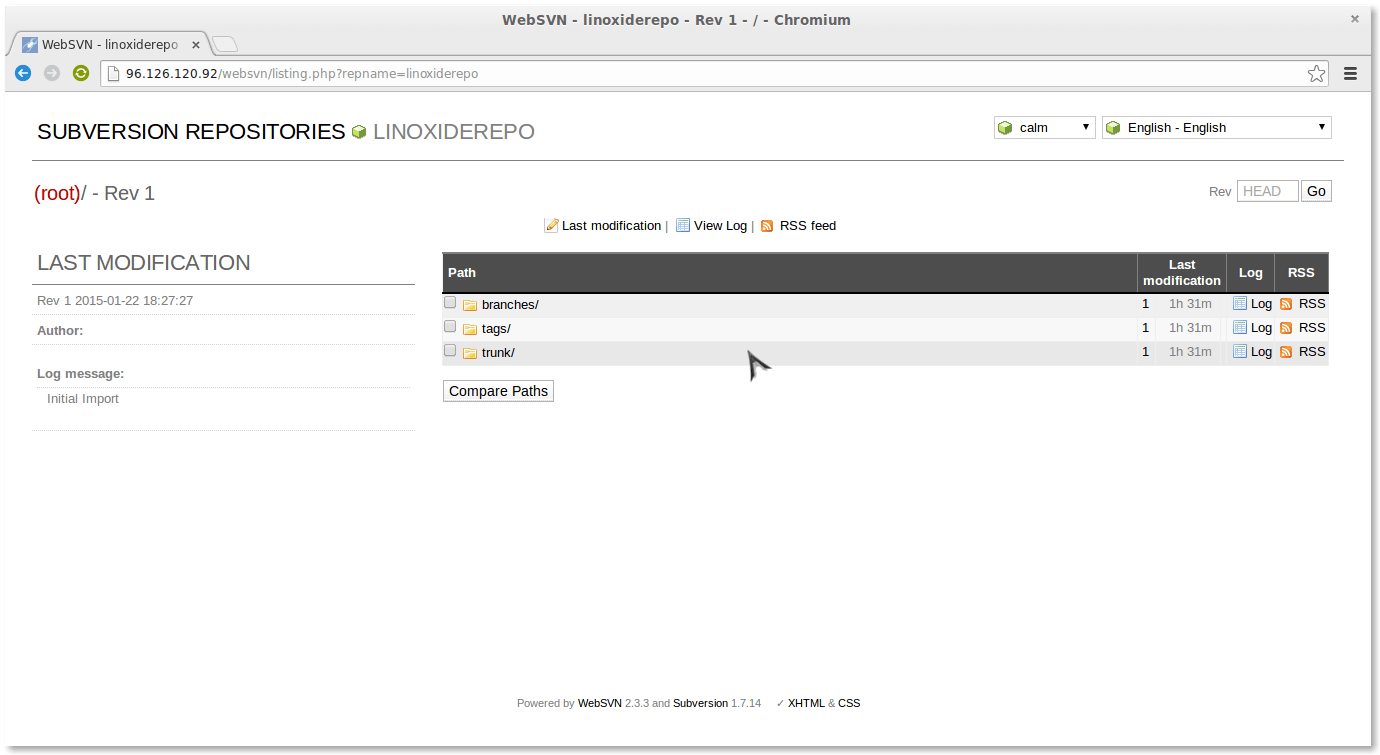 WebSVN - linoxiderepo - Rev 1 - / - Chromium
WebSVN - linoxiderepo
96.126.120.92/websvn/listing.php?repname=linoxiderepo
SUBVERSION REPOSITORIES LINOXIDEREPO
calm English - English
(root)/ - Rev 1
Rev HEAD Go
Last modification | View Log | RSS feed
LAST MODIFICATION
Rev 1 2015-01-22 18:27:27
Author:
Log message:
Initial Import
Path Last modification Log RSS
branches/ 1 1h 31m Log RSS
tags/ 1 1h 31m Log RSS
trunk/ 1 1h 31m Log RSS
Compare Paths
Powered by WebSVN 2.3.3 and Subversion 1.7.14 ✓ XHTML & CSS